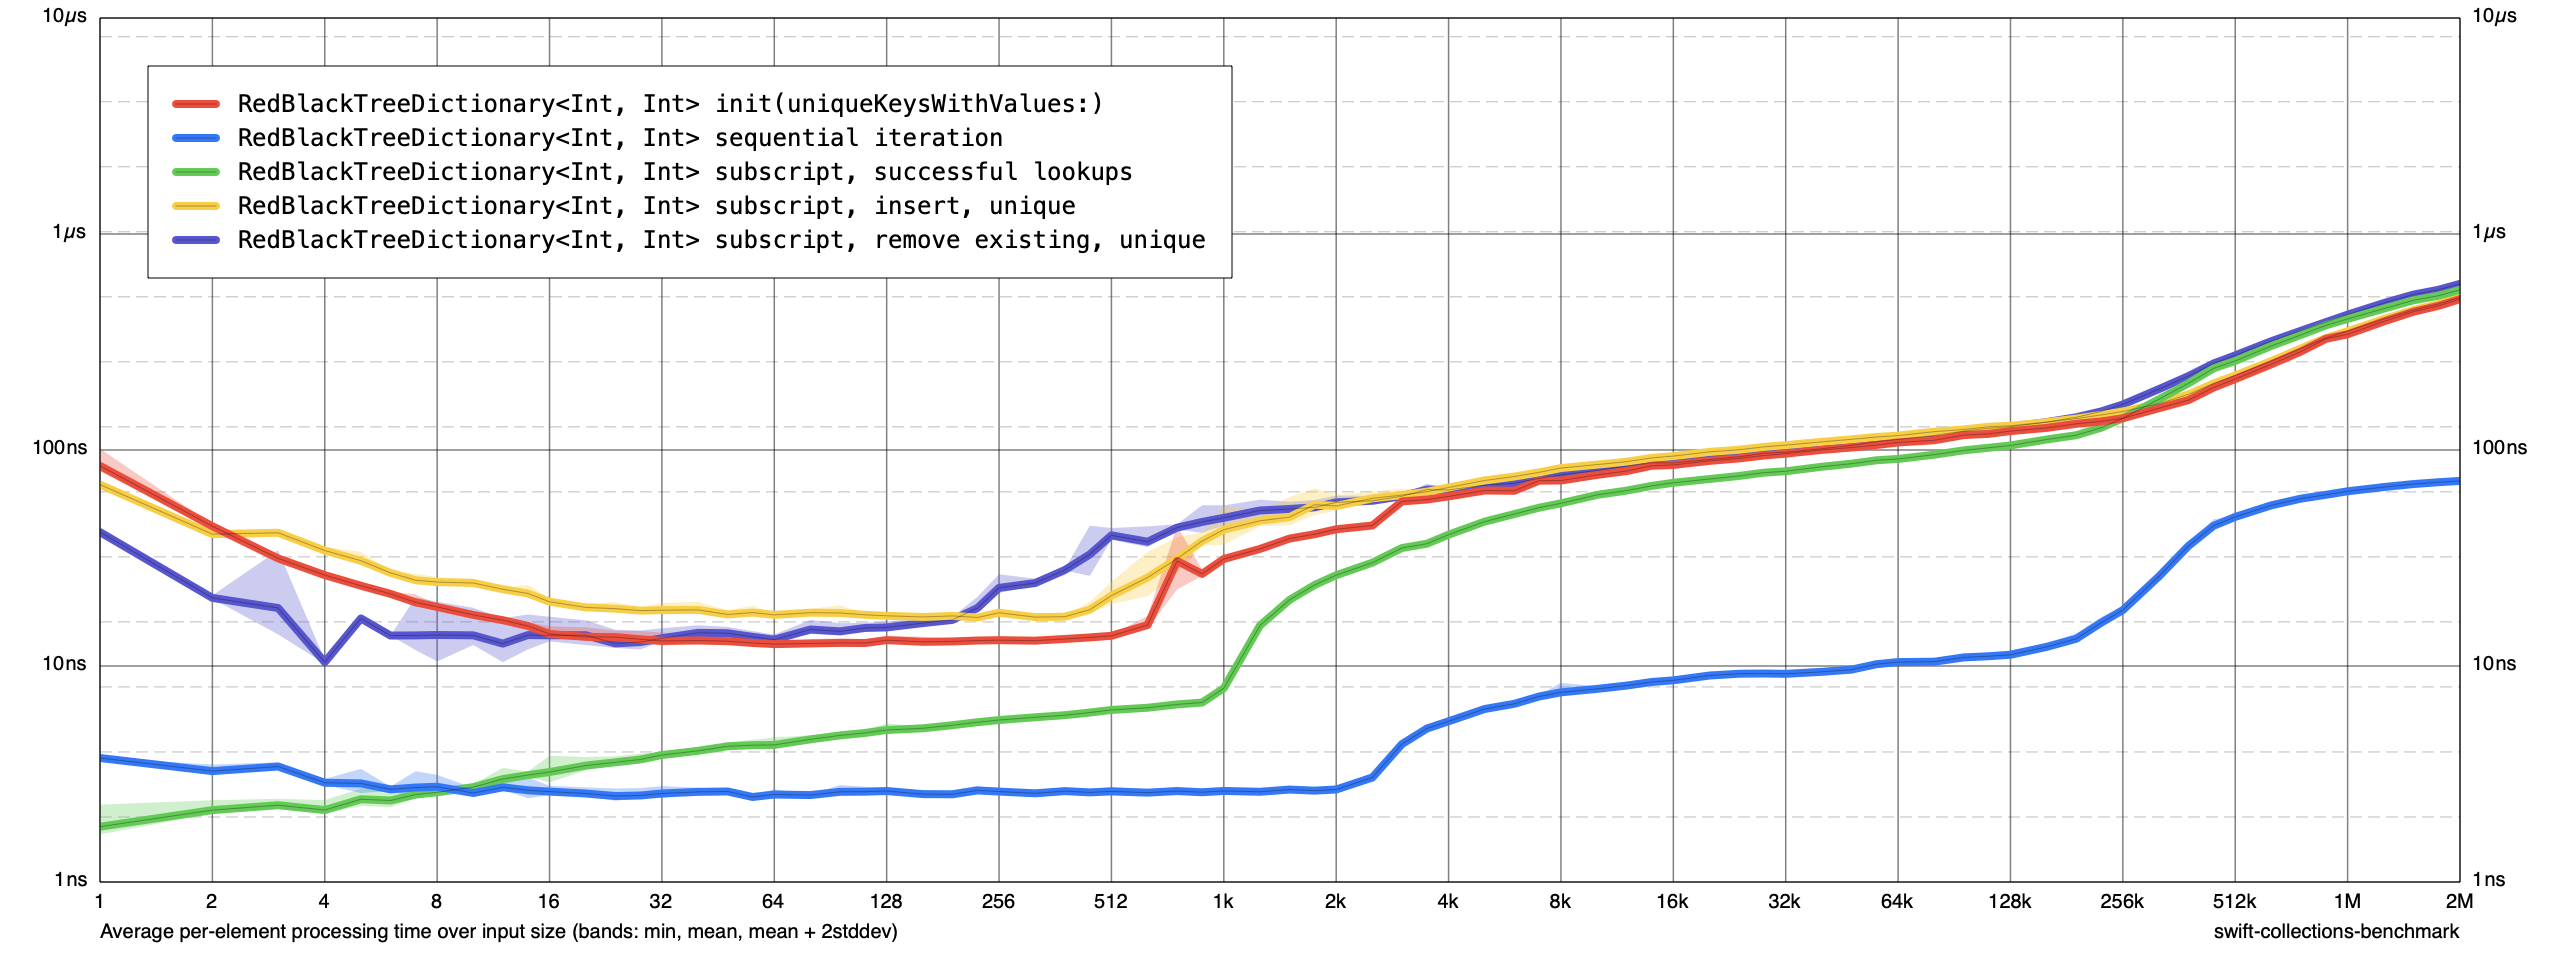 10µs
10µs
RedBlackTreeDictionary<Int, Int> init(uniqueKeysWithValues:)
RedBlackTreeDictionary<Int, Int> sequential iteration
RedBlackTreeDictionary<Int, Int> subscript, successful lookups
RedBlackTreeDictionary<Int, Int> subscript, insert, unique
RedBlackTreeDictionary<Int, Int> subscript, remove existing, unique
1µs
1µs
100ns
100ns
10ns
10ns
1ns
1ns
1 2 4 8 16 32 64 128 256 512 1k 2k 4k 8k 16k 32k 64k 128k 256k 512k 1M 2M
Average per-element processing time over input size (bands: min, mean, mean + 2stddev)
swift-collections-benchmark